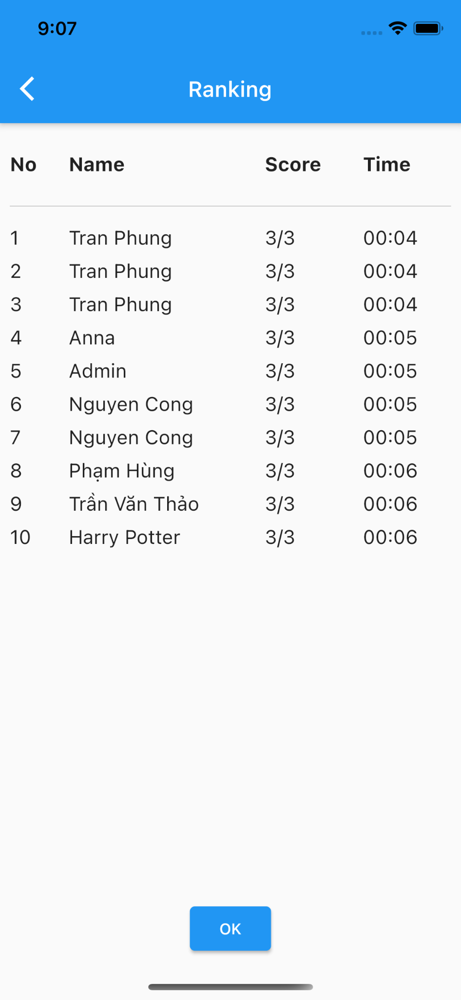 9:07
Ranking
No Name Score Time
1 Tran Phung 3/3 00:04
2 Tran Phung 3/3 00:04
3 Tran Phung 3/3 00:04
4 Anna 3/3 00:05
5 Admin 3/3 00:05
6 Nguyen Cong 3/3 00:05
7 Nguyen Cong 3/3 00:05
8 Phạm Hùng 3/3 00:06
9 Trần Văn Thảo 3/3 00:06
10 Harry Potter 3/3 00:06
OK